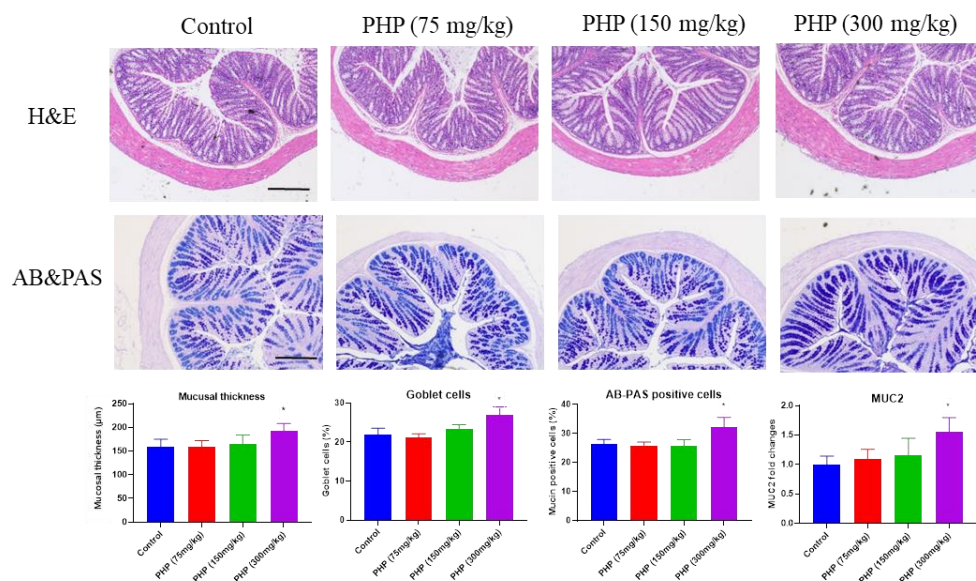 Control PHP (75 mg/kg) PHP (150 mg/kg) PHP (300 mg/kg)
H&E
AB&PAS
Mucusal thickness
Mucosal thickness (μm)
250
200
150
100
50
0
*
Control
PHP (75mg/kg)
PHP (150mg/kg)
PHP (300mg/kg)
Goblet cells
Goblet cells (%)
40
30
20
10
0
*
Control
PHP (75mg/kg)
PHP (150mg/kg)
PHP (300mg/kg)
AB-PAS positive cells
Mucin positive cells (%)
40
30
20
10
0
*
Control
PHP (75mg/kg)
PHP (150mg/kg)
PHP (300mg/kg)
MUC2
MUC2 fold changes
2.0
1.5
1.0
0.5
0.0
*
Control
PHP (75mg/kg)
PHP (150mg/kg)
PHP (300mg/kg)